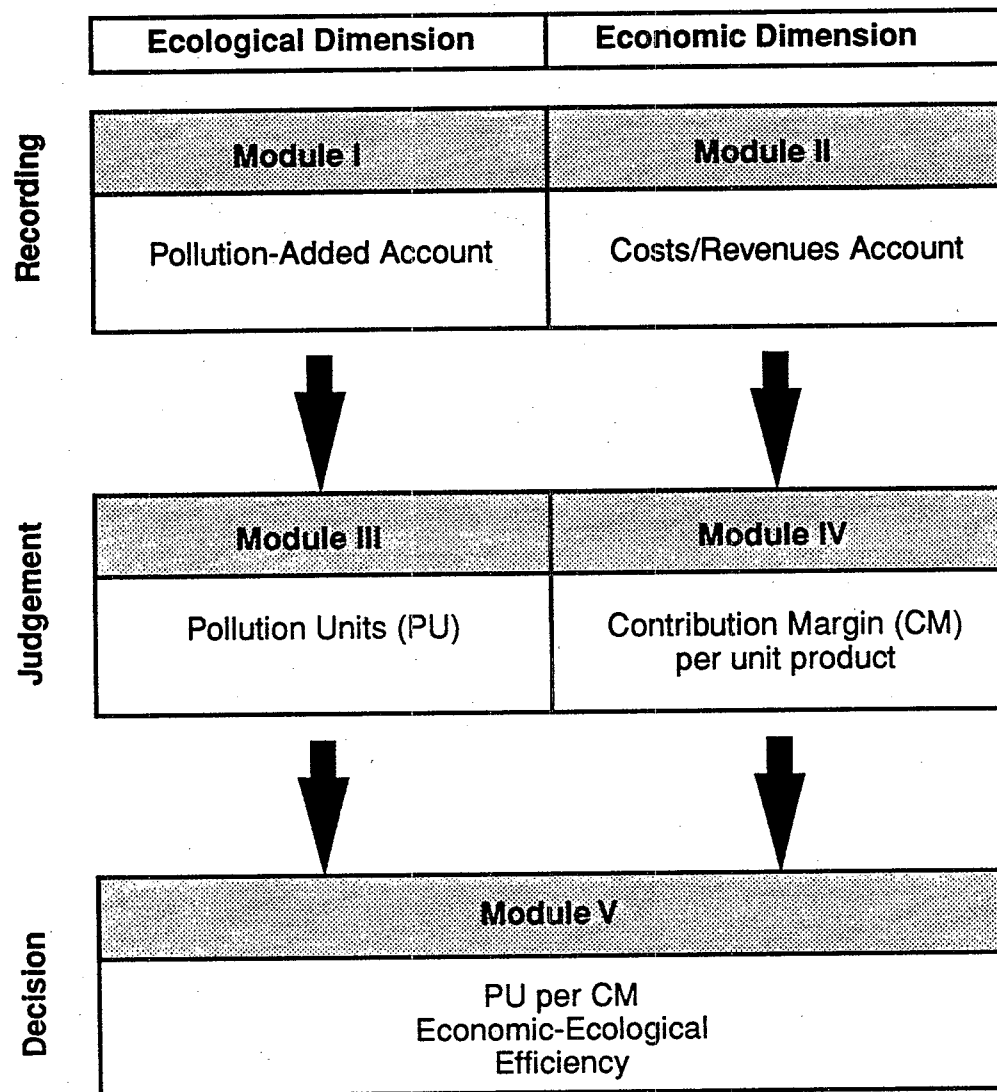 Ecological Dimension
Economic Dimension
Recording
Module I
Module II
Pollution-Added Account
Costs/Revenues Account
Judgement
Module III
Module IV
Pollution Units (PU)
Contribution Margin (CM)
per unit product
Decision
Module V
PU per CM
Economic-Ecological
Efficiency